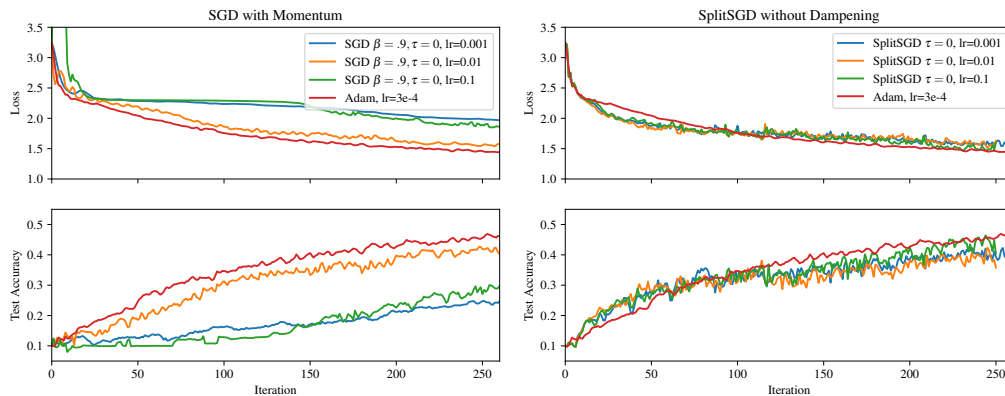 SGD with Momentum
3.5
3.0
2.5
2.0
1.5
1.0
Loss
SGD β = .9, τ = 0, lr=0.001
SGD β = .9, τ = 0, lr=0.01
SGD β = .9, τ = 0, lr=0.1
Adam, lr=3e-4
0.5
0.4
0.3
0.2
0.1
Test Accuracy
0
50
100
150
200
250
Iteration
SplitSGD without Dampening
3.5
3.0
2.5
2.0
1.5
1.0
Loss
SplitSGD τ = 0, lr=0.001
SplitSGD τ = 0, lr=0.01
SplitSGD τ = 0, lr=0.1
Adam, lr=3e-4
0.5
0.4
0.3
0.2
0.1
Test Accuracy
0
50
100
150
200
250
Iteration